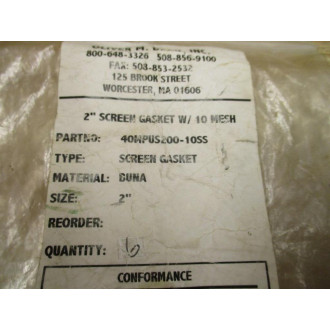 800-648-3326 508-856-9100
FAX: 508-853-2532
125 BROOK STREET
WORCESTER, MA 01606
2" SCREEN GASKET W/ 10 MESH
PARTNO: 40MPUS200-10SS
TYPE: SCREEN GASKET
MATERIAL: BUNA
SIZE: 2"
REORDER:
QUANTITY: 16
CONFORMANCE